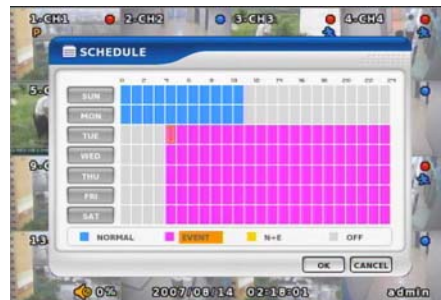 1.CH1 2.CH2 3.CH3 4.CH4
P
SCHEDULE
SUN
MON
TUE
WED
THU
FRI
SAT
NORMAL EVENT N+E OFF
OK CANCEL
0% 2007/08/14 02:18:01 admin